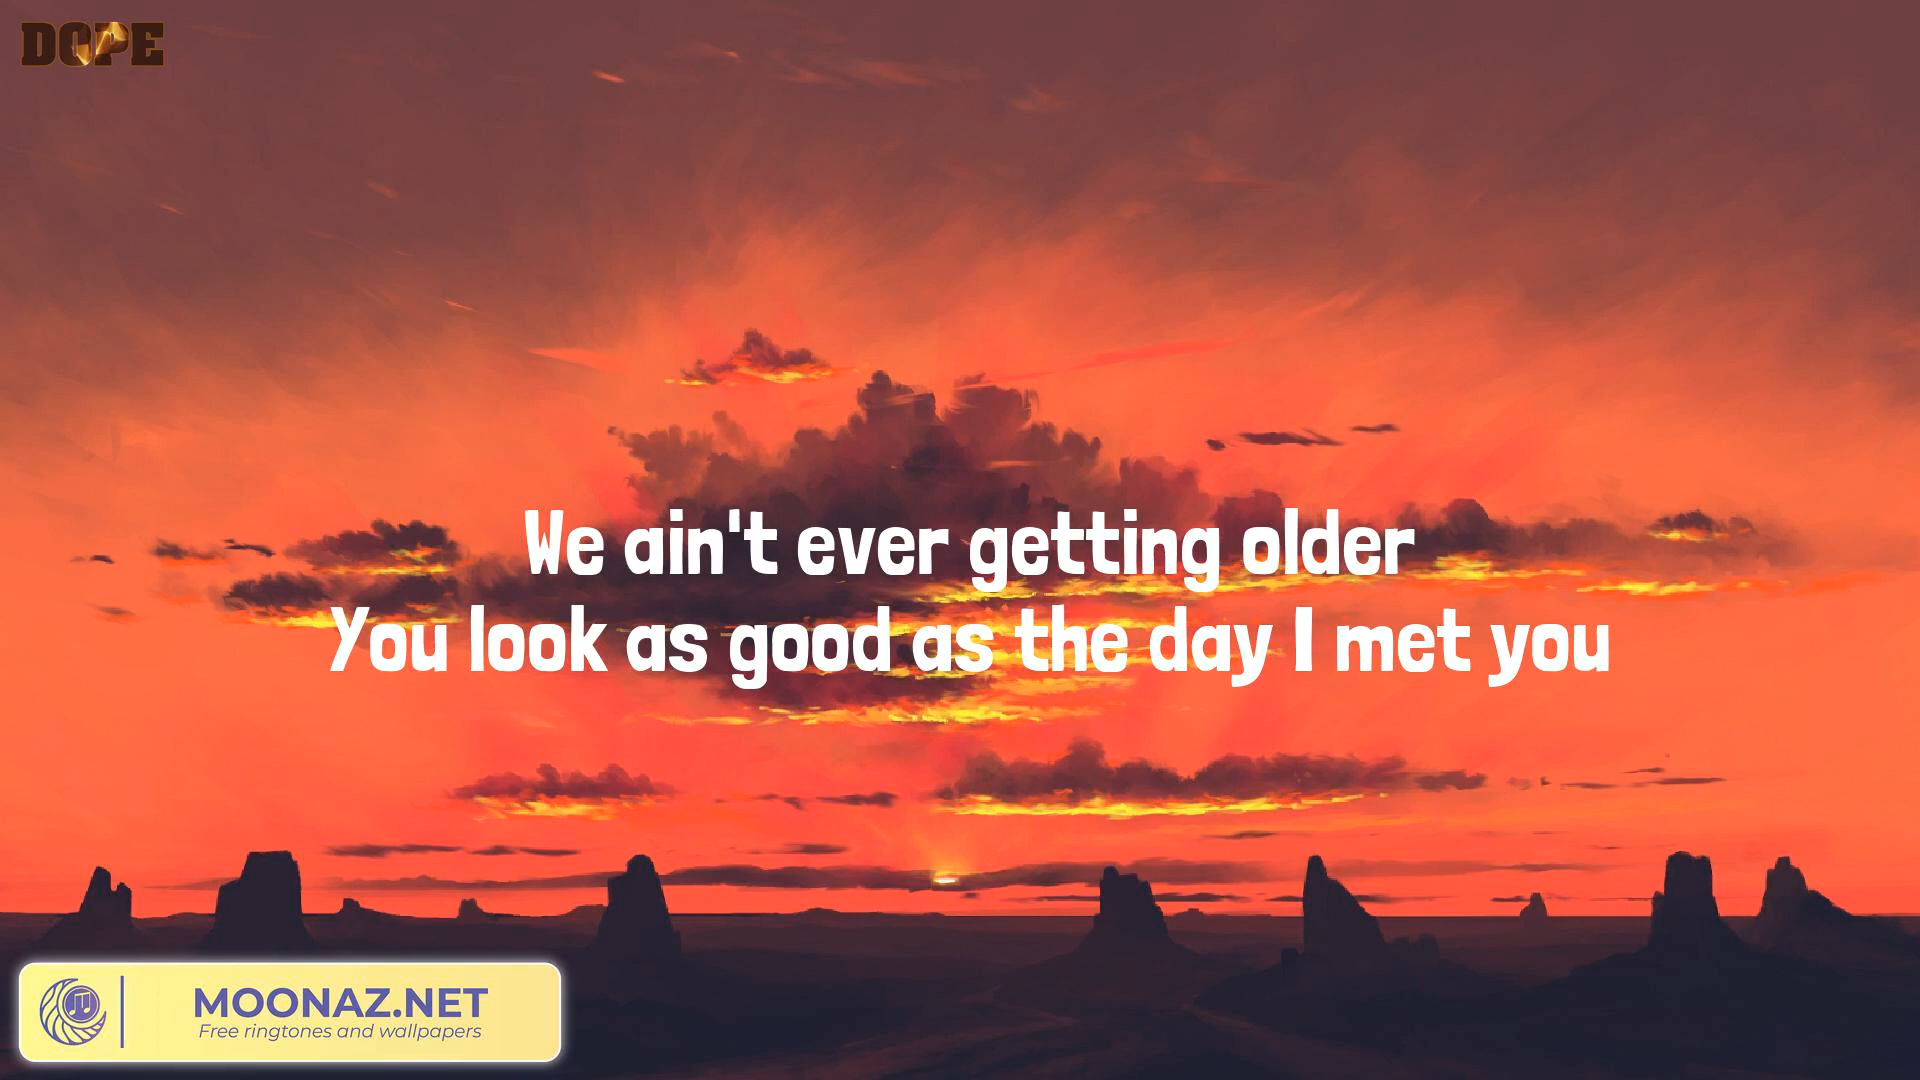 DOPE
We ain't ever getting older
You look as good as the day I met you
MOONAZ.NET
Free ringtones and wallpapers